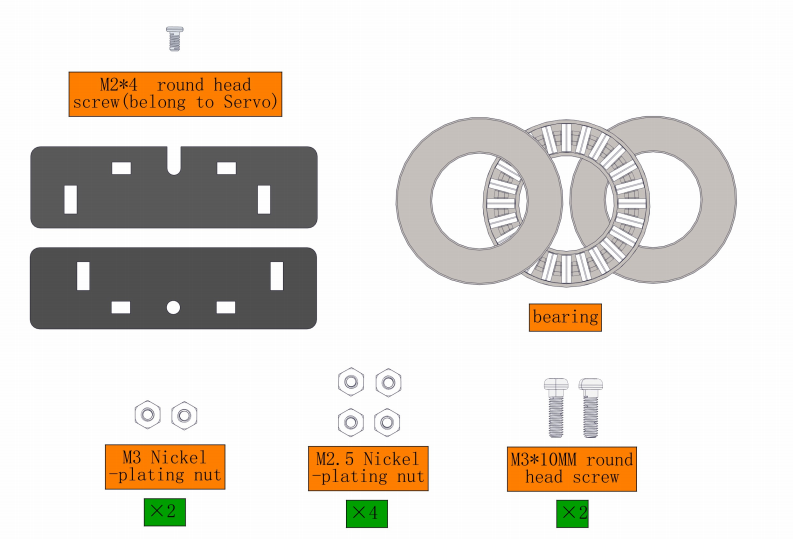 M2*4 round head
screw(belong to Servo)
bearing
M3 Nickel
-plating nut
×2
M2.5 Nickel
-plating nut
×4
M3*10MM round
head screw
×2